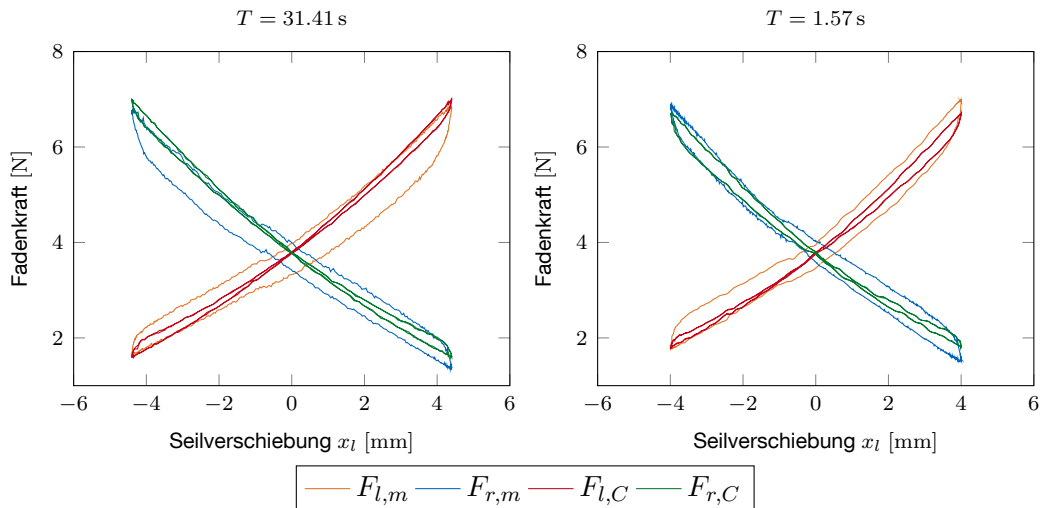 T = 31.41 s
8
6
4
2
Fadenkraft [N]
−6 −4 −2 0 2 4 6
Seilverschiebung x_l [mm]
T = 1.57 s
8
6
4
2
Fadenkraft [N]
−6 −4 −2 0 2 4 6
Seilverschiebung x_l [mm]
F_{l,m} F_{r,m} F_{l,C} F_{r,C}